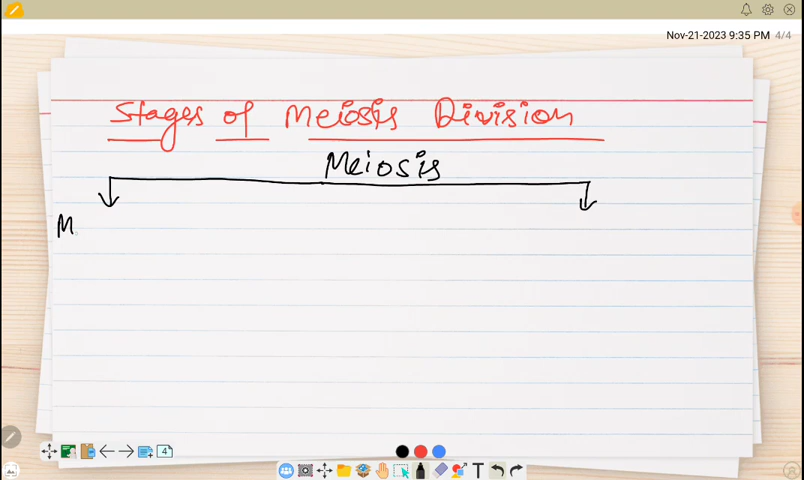 Nov-21-2023 9:35 PM 4/4
Stages of Meiosis Division
Meiosis
M
4
T